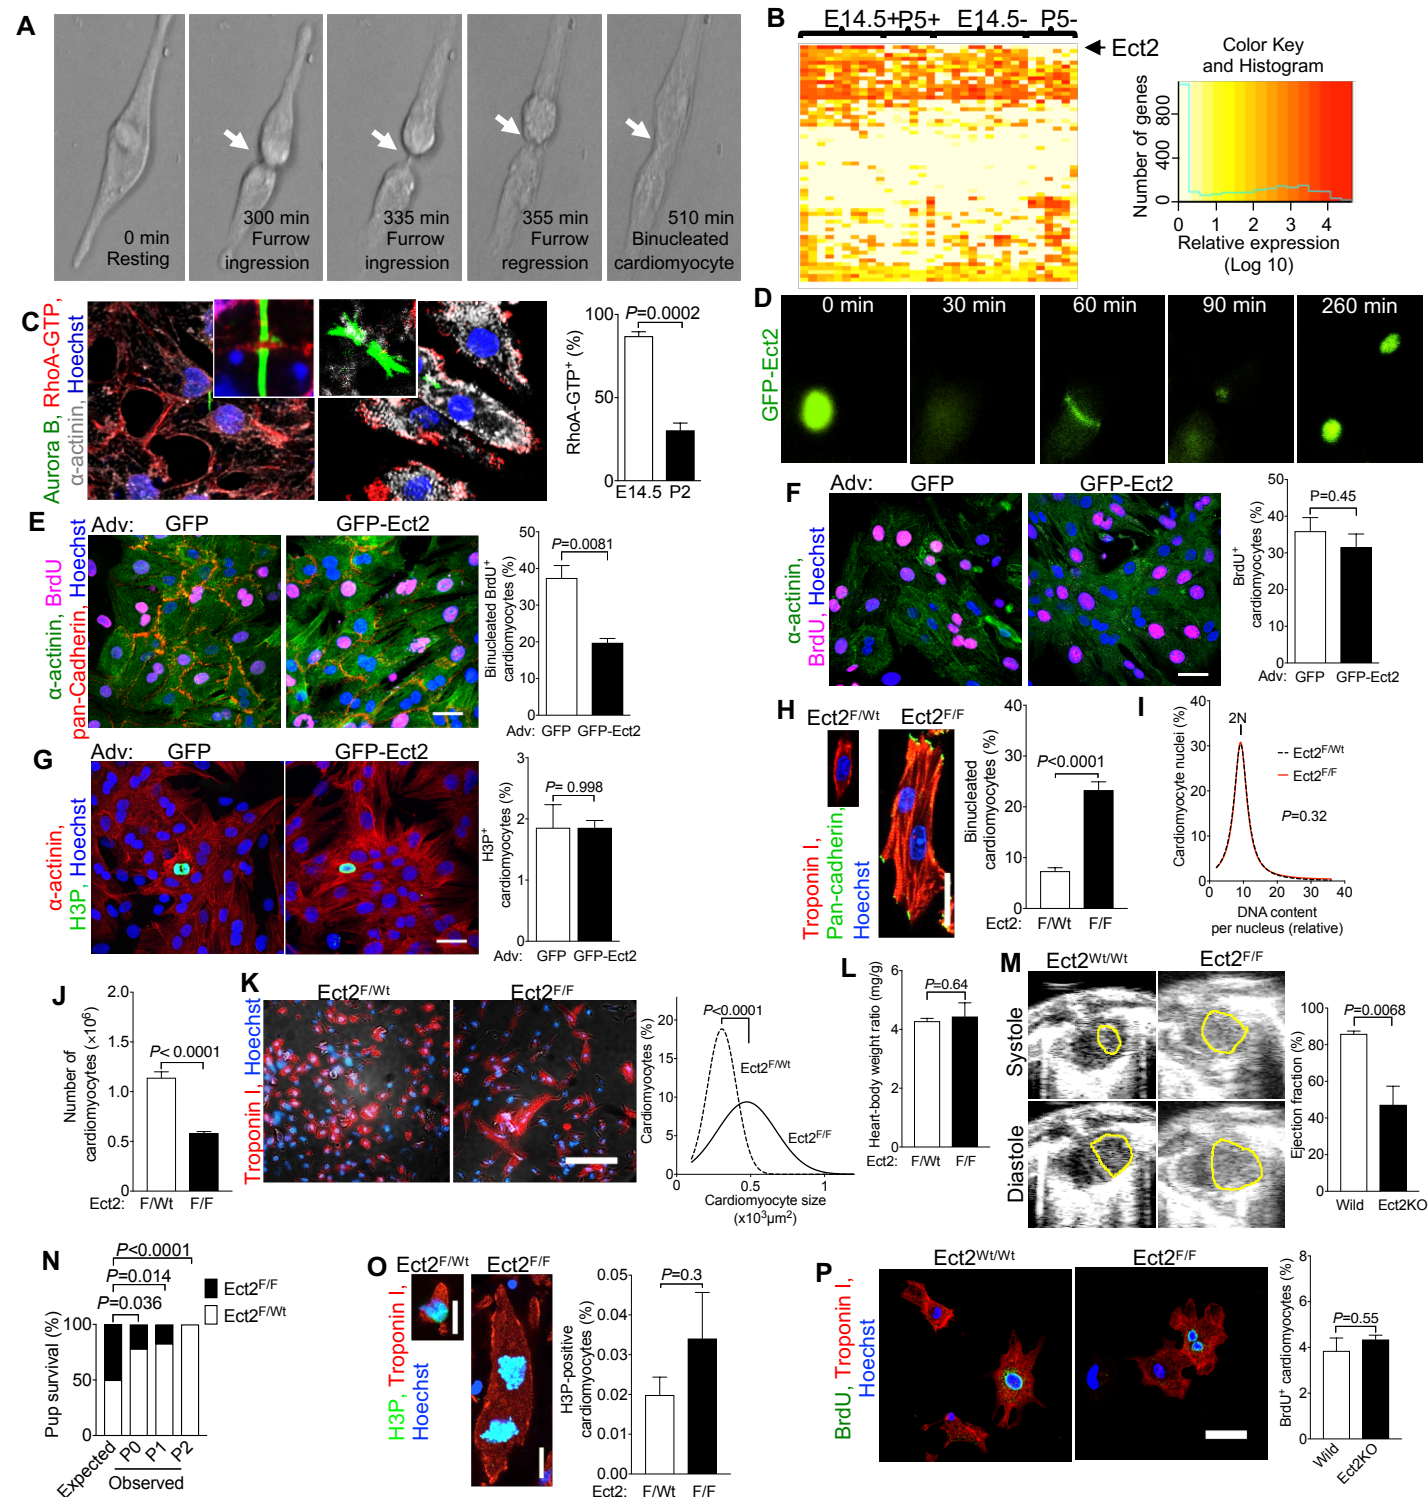 A
0 min
Resting
300 min
Furrow
ingression
335 min
Furrow
ingression
355 min
Furrow
regression
510 min
Binucleated
cardiomyocyte
B
E14.5+ P5+ E14.5- P5-
Ect2
Color Key
and Histogram
Number of genes
800
400
0
0 1 2 3 4
Relative expression
(Log 10)
C
Aurora B, RhoA-GTP,
α-actinin, Hoechst
RhoA-GTP⁺ (%)
100
50
0
P=0.0002
E14.5 P2
D
GFP-Ect2
0 min 30 min 60 min 90 min 260 min
E
Adv: GFP GFP-Ect2
α-actinin, BrdU
pan-Cadherin, Hoechst
Binucleated BrdU⁺
cardiomyocytes (%)
50
40
30
20
10
0
P=0.0081
Adv: GFP GFP-Ect2
F
Adv: GFP GFP-Ect2
α-actinin,
BrdU, Hoechst
BrdU⁺
cardiomyocytes (%)
50
40
30
20
10
0
P=0.45
Adv: GFP GFP-Ect2
G
Adv: GFP GFP-Ect2
α-actinin,
H3P, Hoechst
H3P⁺
cardiomyocytes (%)
3
2
1
0
P= 0.998
Adv: GFP GFP-Ect2
H
Ect2F/Wt Ect2F/F
Troponin I,
Pan-cadherin,
Hoechst
Binucleated
cardiomyocytes (%)
40
30
20
10
0
P<0.0001
Ect2: F/Wt F/F
I
Cardiomyocyte nuclei (%)
40
30
20
10
0
2N
Ect2F/Wt
Ect2F/F
P=0.32
0 10 20 30 40
DNA content
per nucleus (relative)
J
Number of
cardiomyocytes (×10⁶)
2.0
1.0
0.5
0
P< 0.0001
Ect2: F/Wt F/F
K
Ect2F/Wt Ect2F/F
Troponin I, Hoechst
Cardiomyocytes (%)
20
15
10
5
0
P<0.0001
Ect2F/Wt
Ect2F/F
0 0.5 1
Cardiomyocyte size
(x10³µm²)
L
Heart-body weight ratio (mg/g)
6
4
2
0
P=0.64
Ect2: F/Wt F/F
M
Ect2Wt/Wt Ect2F/F
Systole
Diastole
Ejection fraction (%)
100
80
60
40
20
0
P=0.0068
Wild Ect2KO
N
P<0.0001
P=0.014
P=0.036
Ect2F/F
Ect2F/Wt
Pup survival (%)
100
50
0
Expected P0 P1 P2
Observed
O
Ect2F/Wt Ect2F/F
H3P, Troponin I,
Hoechst
H3P-positive
cardiomyocytes (%)
0.05
0.04
0.03
0.02
0.01
0.00
P=0.3
Ect2: F/Wt F/F
P
Ect2Wt/Wt Ect2F/F
BrdU, Troponin I,
Hoechst
BrdU⁺ cardiomyocytes (%)
8
6
4
2
0
P=0.55
Wild Ect2KO